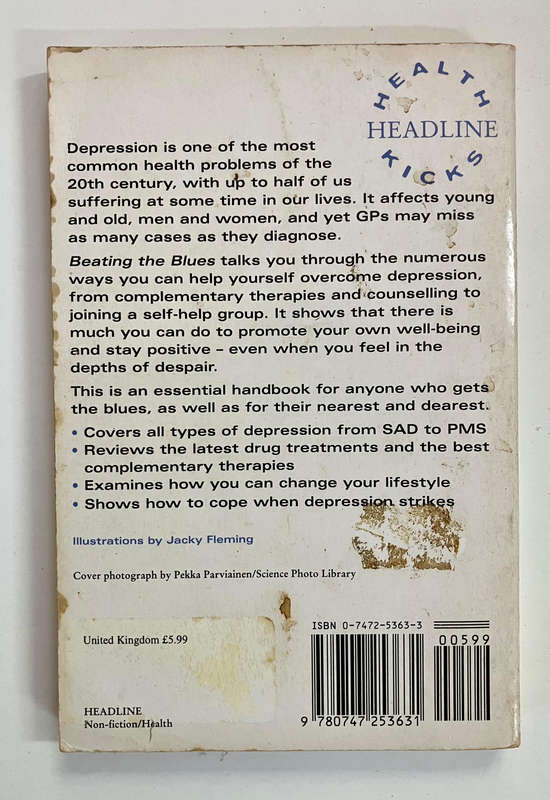 HEALTH
HEADLINE
KICKS
Depression is one of the most
common health problems of the
20th century, with up to half of us
suffering at some time in our lives. It affects young
and old, men and women, and yet GPs may miss
as many cases as they diagnose.
Beating the Blues talks you through the numerous
ways you can help yourself overcome depression,
from complementary therapies and counselling to
joining a self-help group. It shows that there is
much you can do to promote your own well-being
and stay positive – even when you feel in the
depths of despair.
This is an essential handbook for anyone who gets
the blues, as well as for their nearest and dearest.
• Covers all types of depression from SAD to PMS
• Reviews the latest drug treatments and the best
complementary therapies
• Examines how you can change your lifestyle
• Shows how to cope when depression strikes
Illustrations by Jacky Fleming
Cover photograph by Pekka Parviainen/Science Photo Library
United Kingdom £5.99
HEADLINE
Non-fiction/Health
ISBN 0-7472-5363-3
00599
9 780747 253631